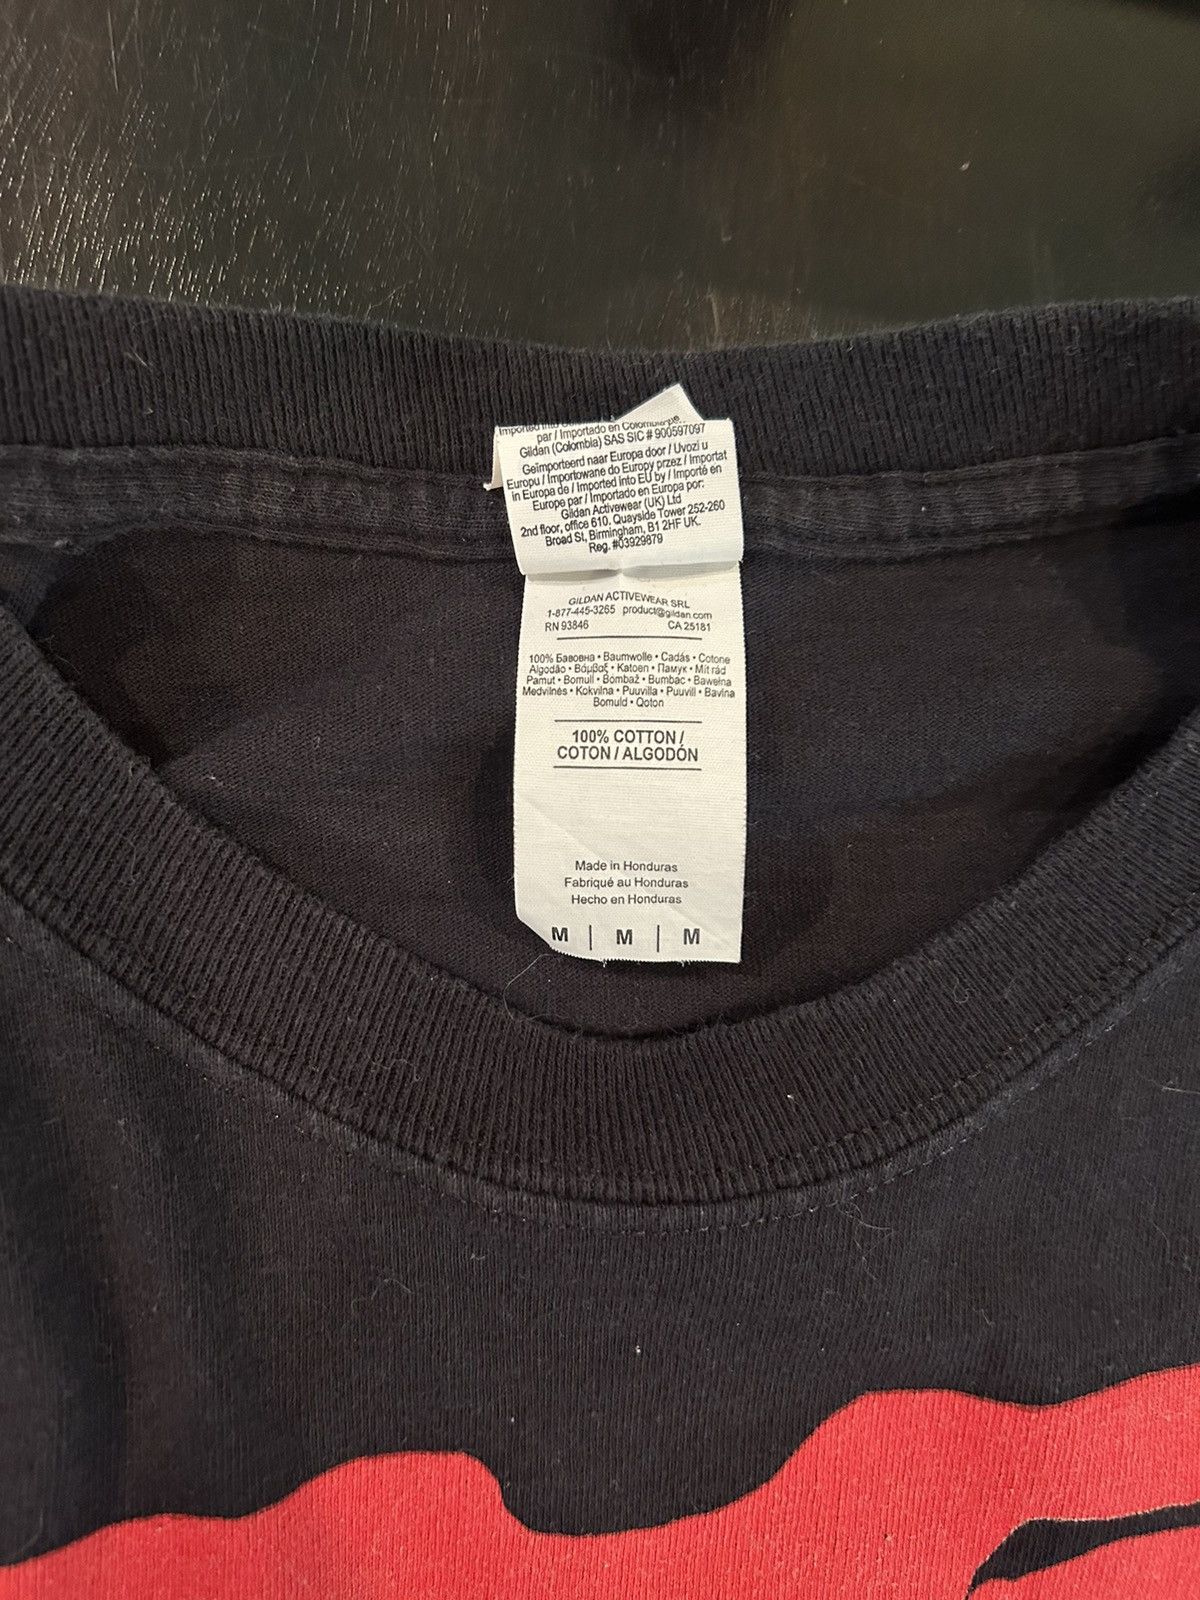 Imported into
par / Importado en Colombia
Gildan (Colombia) SAS SIC # 900597097
Geïmporteerd naar Europa door / Uvozi u
Europu / Importowane do Europy przez / Importat
in Europa de / Imported into EU by / Importé en
Europe par / Importado en Europa por:
Gildan Activewear (UK) Ltd
2nd floor, office 610. Quayside Tower 252-260
Broad St, Birmingham, B1 2HF UK.
Reg. #03929879
GILDAN ACTIVEWEAR SRL
1-877-445-3265 product@gildan.com
RN 93846 CA 25181
100% Бавовна • Baumwolle • Cadás • Cotone
Algodão • Βάμβαξ • Katoen • Памук • Mit rád
Pamut • Bomull • Bombaž • Bumbac • Bawełna
Medvilnės • Kokvilna • Puuvilla • Puuvill • Bavlna
Bomuld • Qoton
100% COTTON /
COTON / ALGODÓN
Made in Honduras
Fabriqué au Honduras
Hecho en Honduras
M | M | M